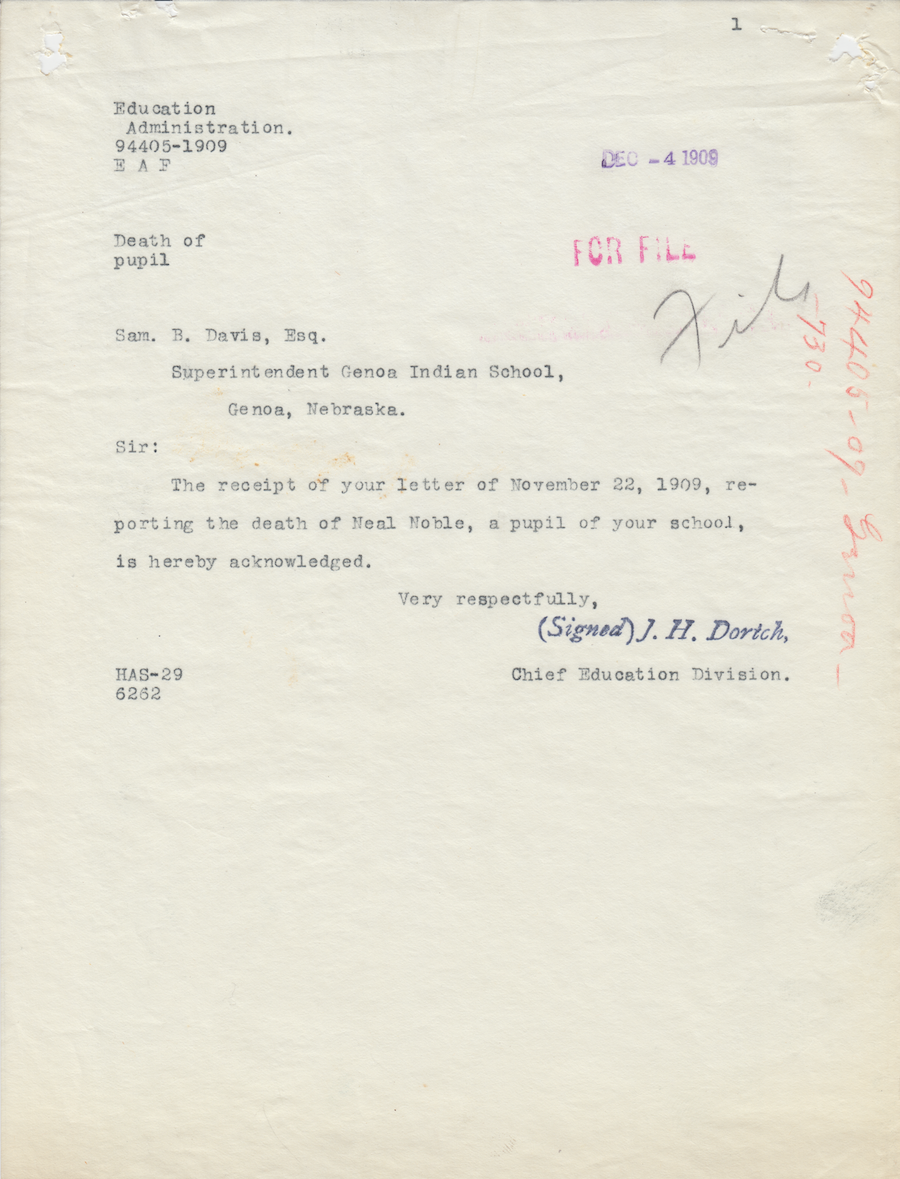 1
Education
Administration.
94405-1909
E A F
DEC -4 1909
Death of
pupil
FOR FILE
File
94405-09-Genoa-
-730-
Sam. B. Davis, Esq.
Superintendent Genoa Indian School,
Genoa, Nebraska.
Sir:
The receipt of your letter of November 22, 1909, re-
porting the death of Neal Noble, a pupil of your school,
is hereby acknowledged.
Very respectfully,
(Signed) J. H. Dortch,
HAS-29
Chief Education Division.
6262